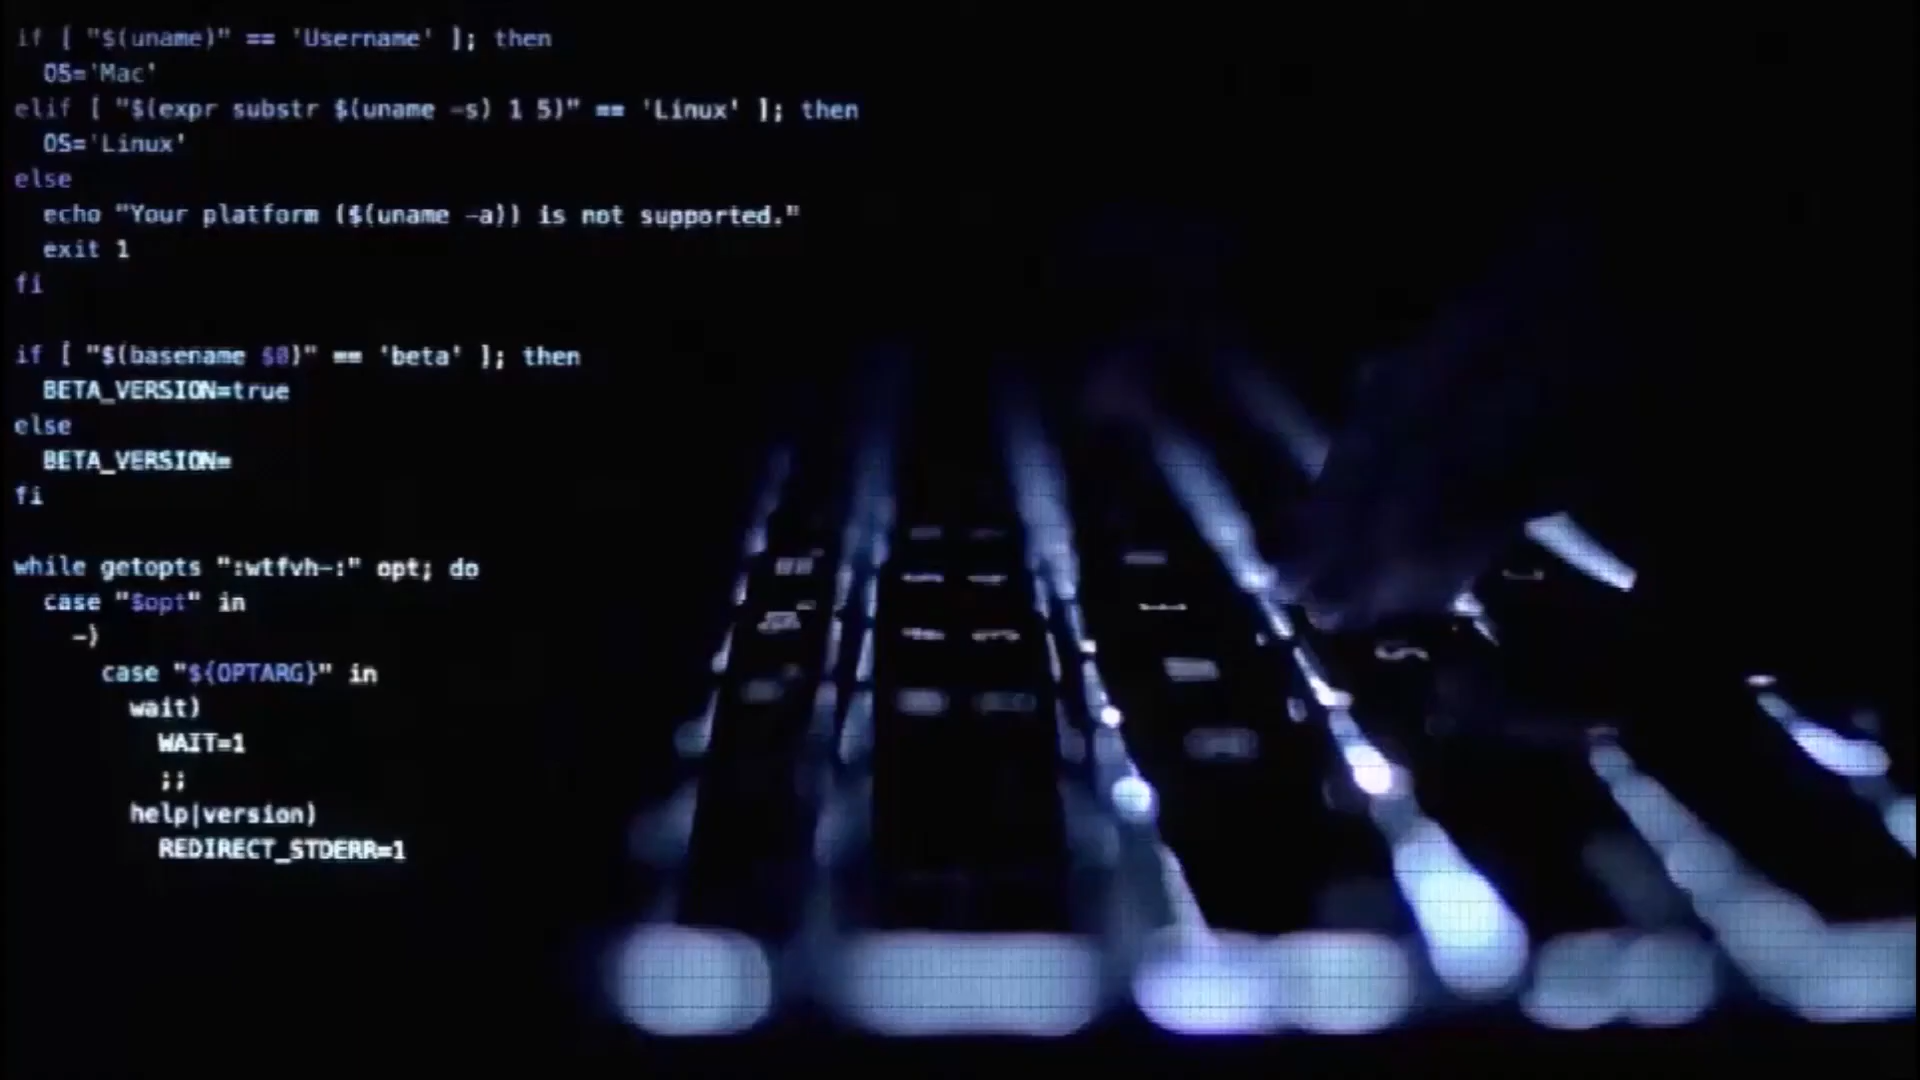 if [ "$(uname)" == 'Username' ]; then
  OS='Mac'
elif [ "$(expr substr $(uname -s) 1 5)" == 'Linux' ]; then
  OS='Linux'
else
  echo "Your platform ($(uname -a)) is not supported."
  exit 1
fi

if [ "$(basename $0)" == 'beta' ]; then
  BETA_VERSION=true
else
  BETA_VERSION=
fi

while getopts ":wtfvh-:" opt; do
  case "$opt" in
    -)
      case "${OPTARG}" in
        wait)
          WAIT=1
          ;;
        help|version)
          REDIRECT_STDERR=1